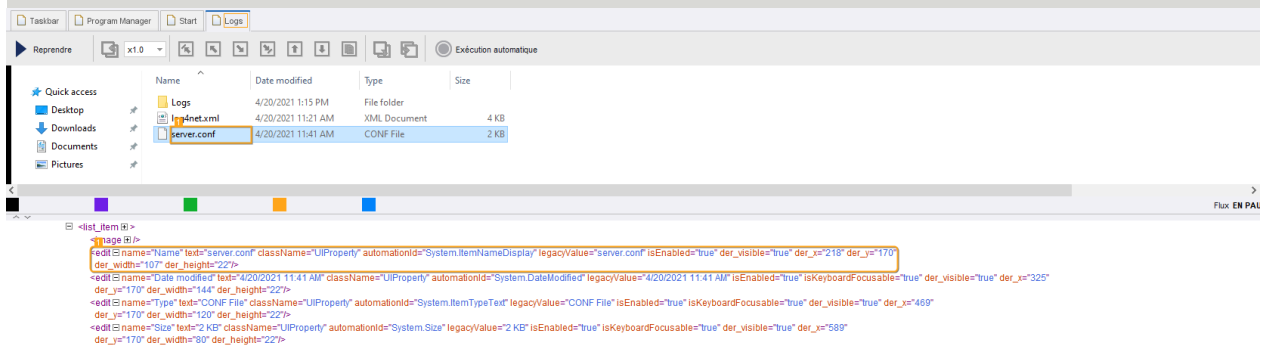 Taskbar Program Manager Start Logs
Reprendre x1.0 Exécution automatique
Name Date modified Type Size
Quick access
Logs 4/20/2021 1:15 PM File folder
Desktop
log4net.xml 4/20/2021 11:21 AM XML Document 4 KB
Downloads
1
server.conf 4/20/2021 11:41 AM CONF File 2 KB
Documents
Pictures
Flux EN PAU
<list_item >
<image />
1
<edit name="Name" text="server.conf" className="UIProperty" automationId="System.ItemNameDisplay" legacyValue="server.conf" isEnabled="true" der_visible="true" der_x="218" der_y="170"
der_width="107" der_height="22"/>
<edit name="Date modified" text="4/20/2021 11:41 AM" className="UIProperty" automationId="System.DateModified" legacyValue="4/20/2021 11:41 AM" isEnabled="true" isKeyboardFocusable="true" der_visible="true" der_x="325"
der_y="170" der_width="144" der_height="22"/>
<edit name="Type" text="CONF File" className="UIProperty" automationId="System.ItemTypeText" legacyValue="CONF File" isEnabled="true" isKeyboardFocusable="true" der_visible="true" der_x="469"
der_y="170" der_width="120" der_height="22"/>
<edit name="Size" text="2 KB" className="UIProperty" automationId="System.Size" legacyValue="2 KB" isEnabled="true" isKeyboardFocusable="true" der_visible="true" der_x="589"
der_y="170" der_width="80" der_height="22"/>